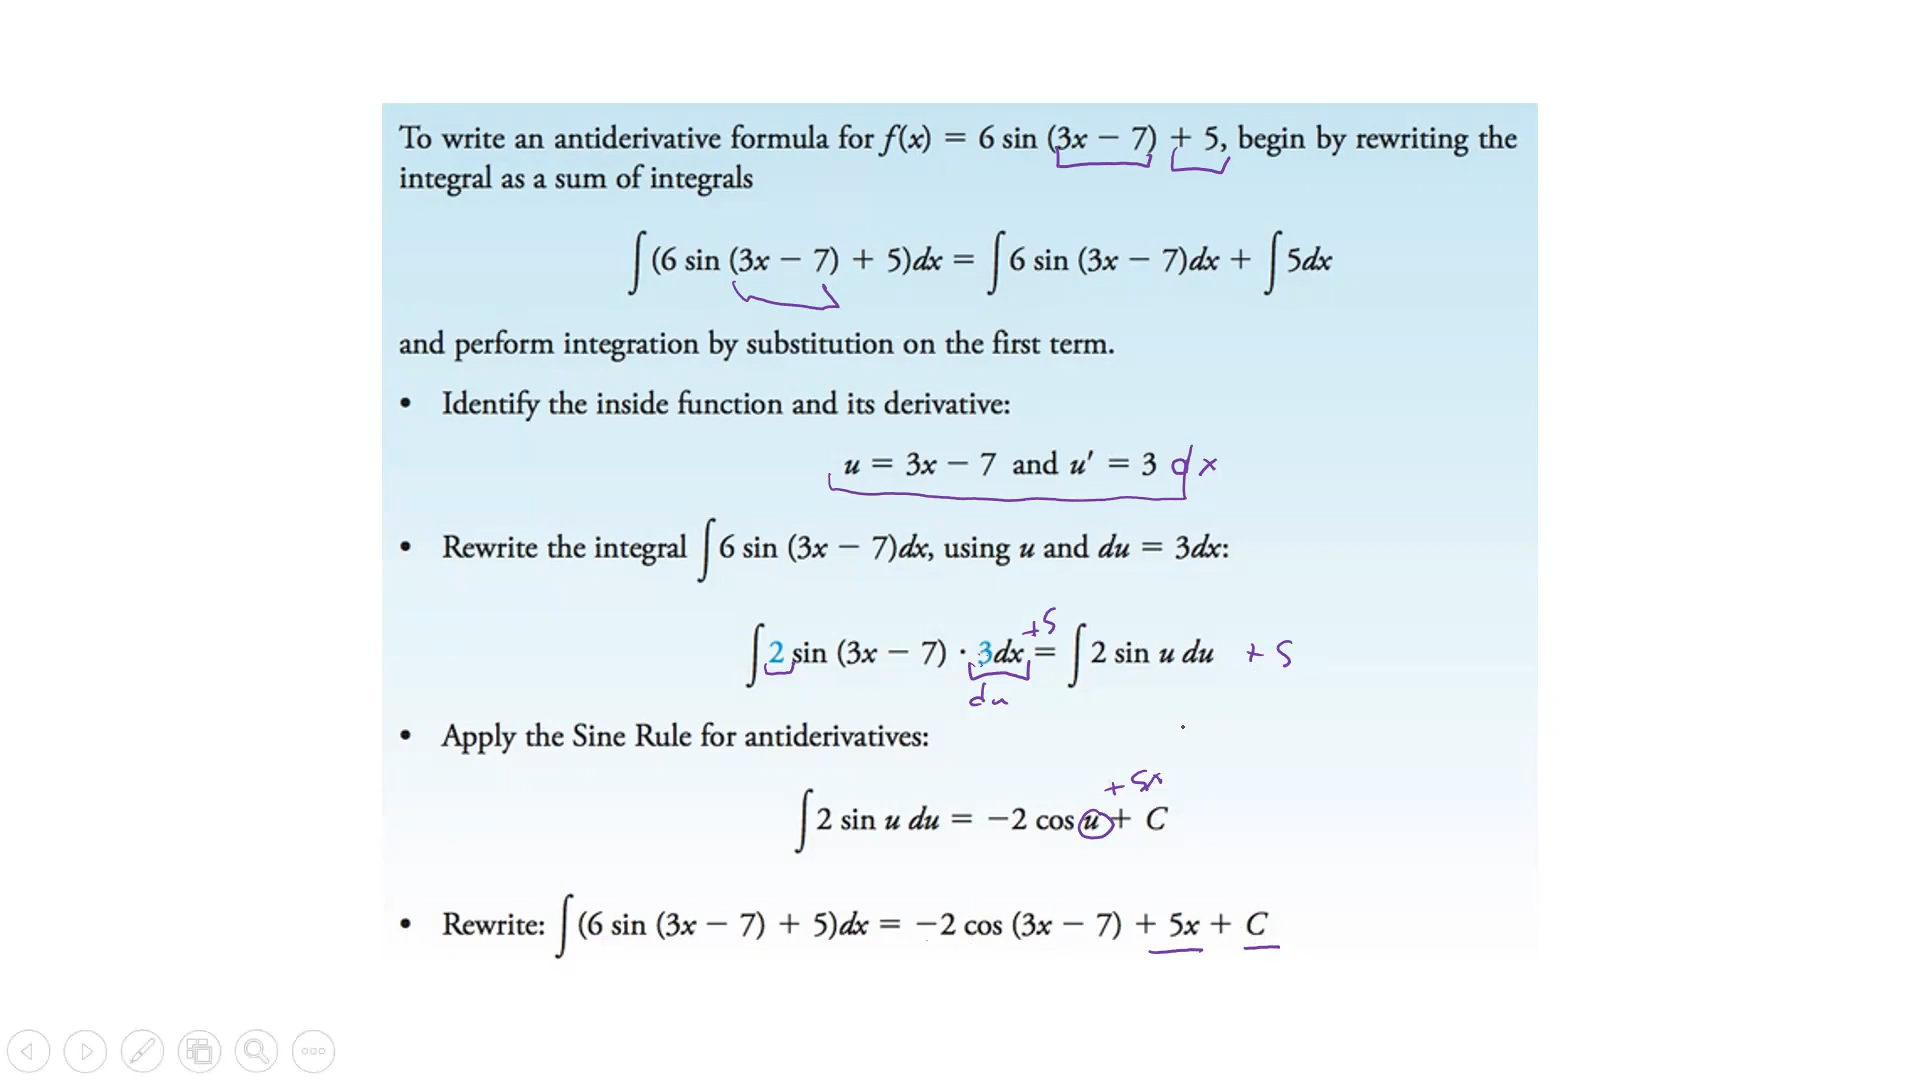 To write an antiderivative formula for f(x) = 6 sin (3x − 7) + 5, begin by rewriting the
integral as a sum of integrals
∫(6 sin (3x − 7) + 5)dx = ∫6 sin (3x − 7)dx + ∫5dx
and perform integration by substitution on the first term.
• Identify the inside function and its derivative:
u = 3x − 7 and u′ = 3 dx
• Rewrite the integral ∫6 sin (3x − 7)dx, using u and du = 3dx:
+5
∫2 sin (3x − 7) · 3dx = ∫2 sin u du + 5
du
• Apply the Sine Rule for antiderivatives:
+ 5x
∫2 sin u du = −2 cos u + C
• Rewrite: ∫(6 sin (3x − 7) + 5)dx = −2 cos (3x − 7) + 5x + C